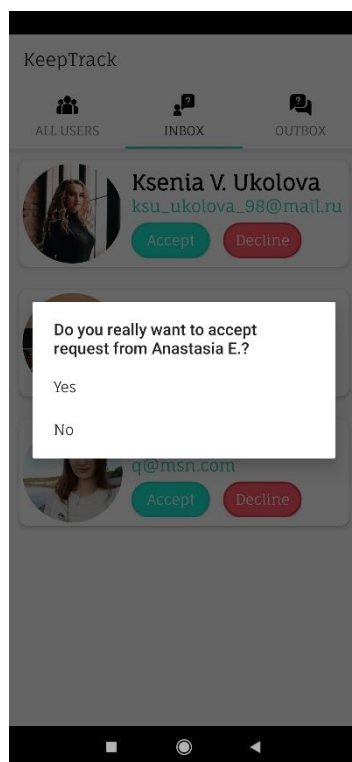 KeepTrack
ALL USERS
INBOX
OUTBOX
Ksenia V. Ukolova
ksu_ukolova_98@mail.ru
Accept
Decline
Do you really want to accept
request from Anastasia E.?
Yes
No
q@msn.com
Accept
Decline